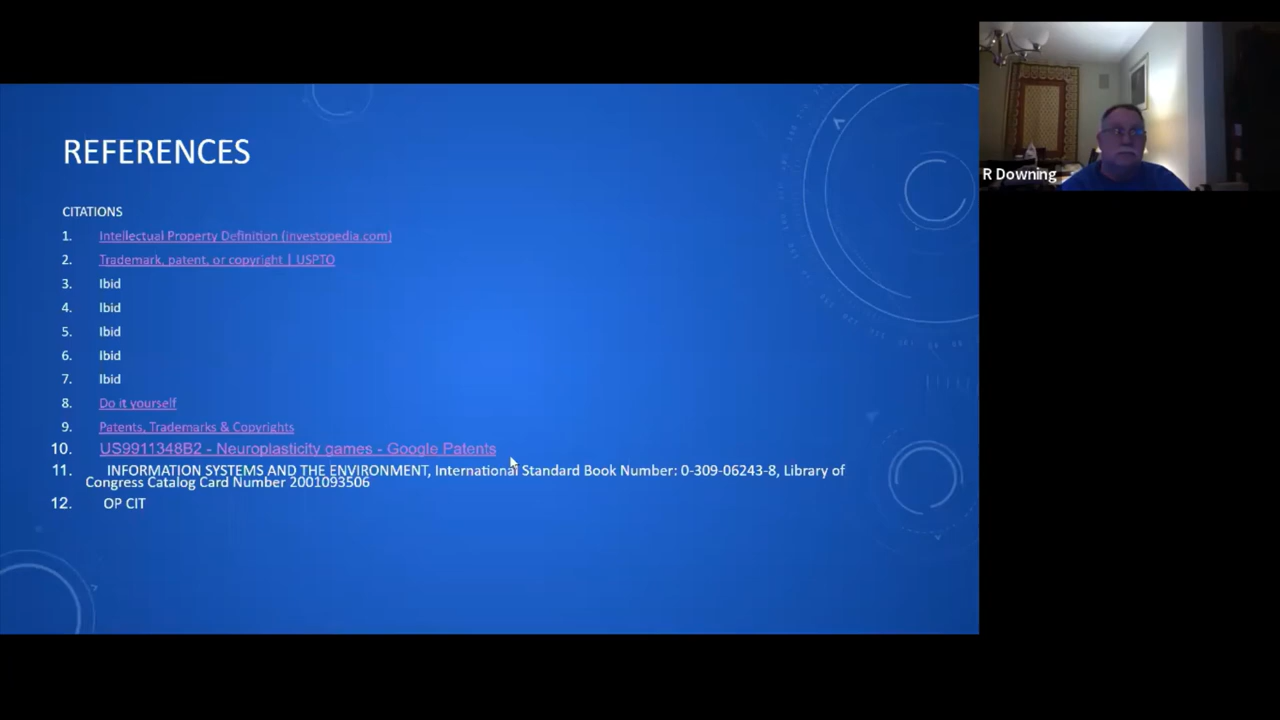 REFERENCES
CITATIONS
1. Intellectual Property Definition (investopedia.com)
2. Trademark, patent, or copyright | USPTO
3. Ibid
4. Ibid
5. Ibid
6. Ibid
7. Ibid
8. Do it yourself
9. Patents, Trademarks & Copyrights
10. US9911348B2 - Neuroplasticity games - Google Patents
11. INFORMATION SYSTEMS AND THE ENVIRONMENT, International Standard Book Number: 0-309-06243-8, Library of
Congress Catalog Card Number 2001093506
12. OP CIT
R Downing